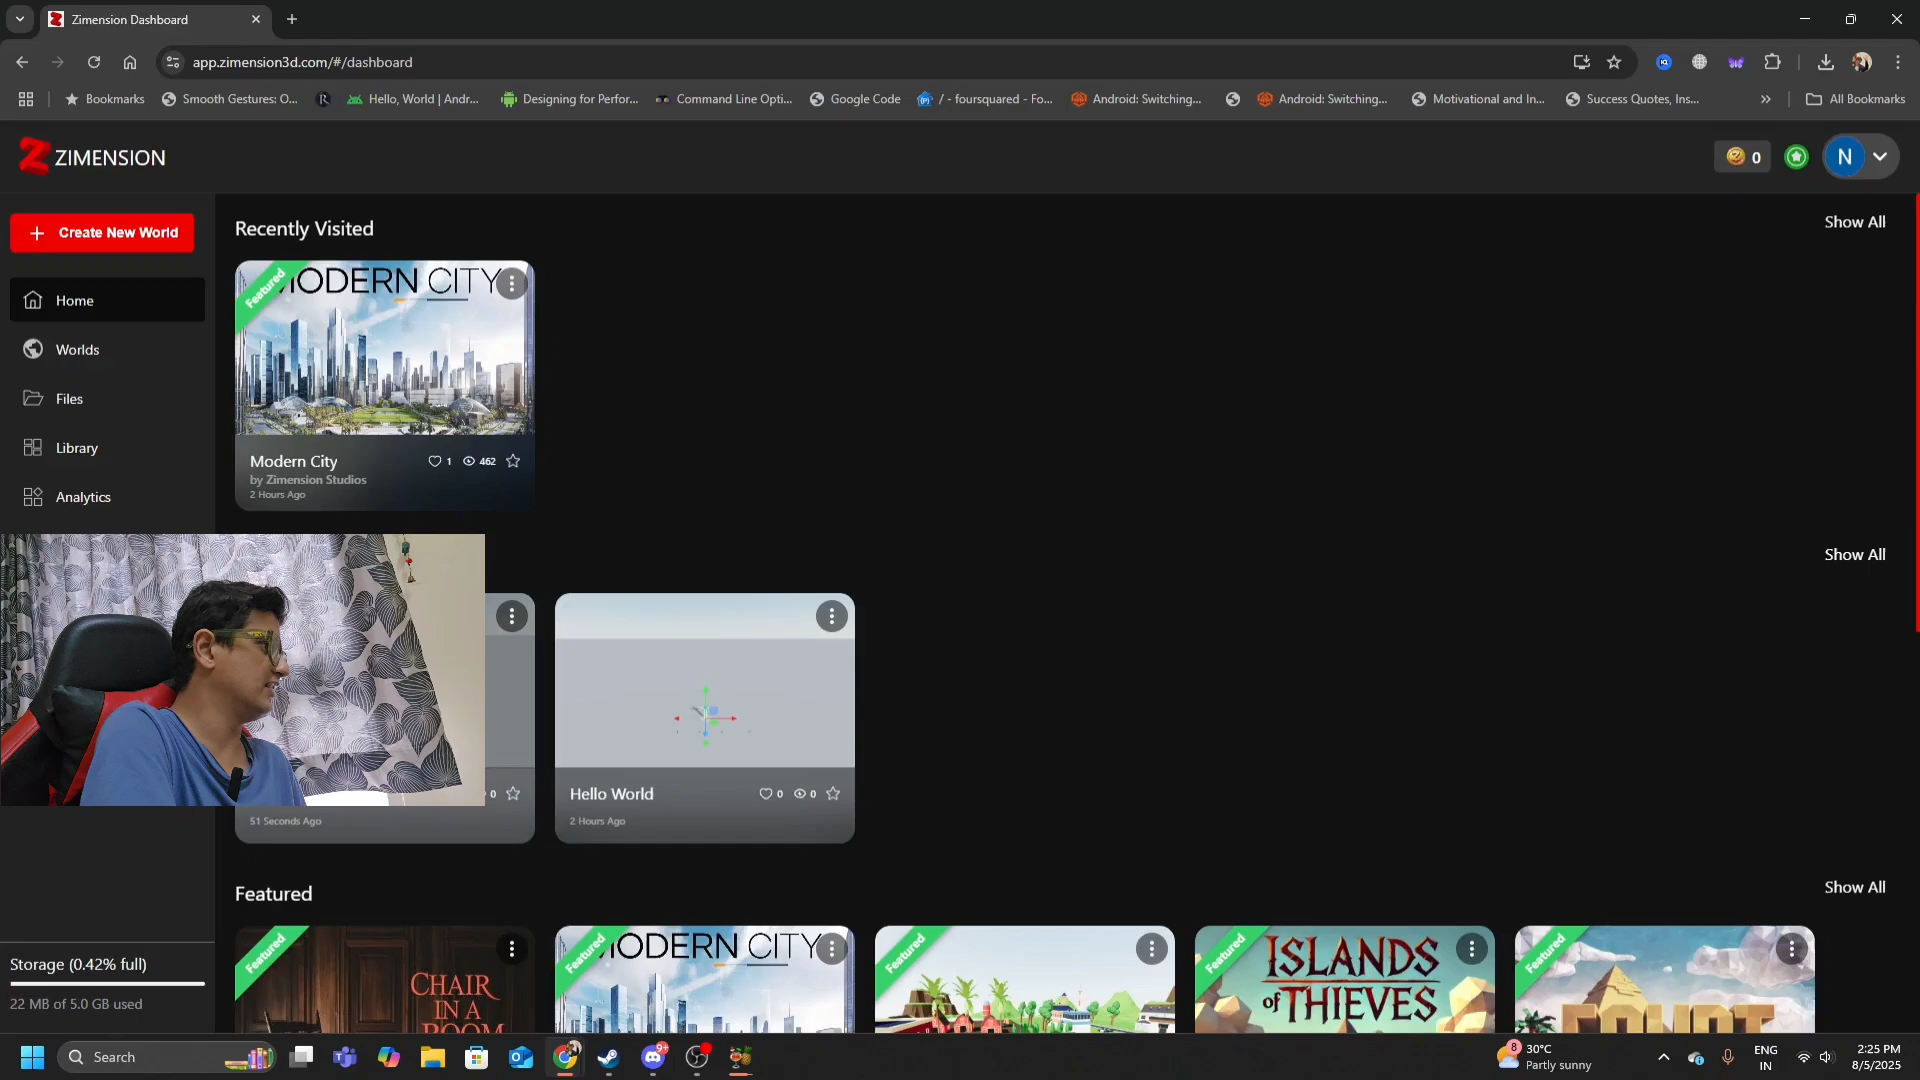 Zimension Dashboard
app.zimension3d.com/#/dashboard
Bookmarks
Smooth Gestures: O...
Hello, World | Andr...
Designing for Perfor...
Command Line Opti...
Google Code
/ - foursquared - Fo...
Android: Switching...
Android: Switching...
Motivational and In...
Success Quotes, Ins...
All Bookmarks
ZIMENSION
0
N
Create New World
Home
Worlds
Files
Library
Analytics
Recently Visited
Show All
Featured
MODERN CITY
Modern City
1
462
by Zimension Studios
2 Hours Ago
Show All
0
51 Seconds Ago
Hello World
0
0
2 Hours Ago
Featured
Show All
Featured
CHAIR
IN A
ROOM
Featured
MODERN CITY
Featured
Featured
ISLANDS
of THIEVES
Featured
EGYPT
Storage (0.42% full)
22 MB of 5.0 GB used
Search
9+
8
30°C
Partly sunny
ENG
IN
2:25 PM
8/5/2025